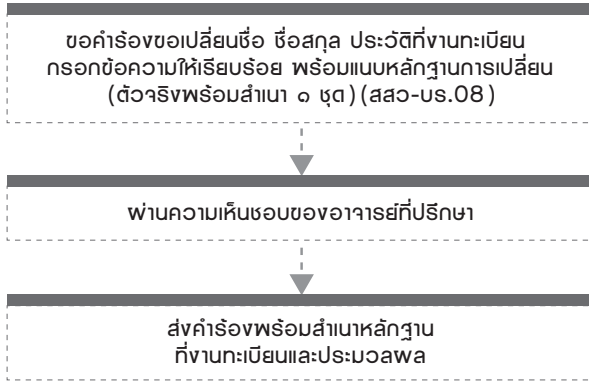 ขอคำร้องขอเปลี่ยนชื่อ ชื่อสกุล ประวัติที่งานทะเบียน
กรอกข้อความให้เรียบร้อย พร้อมแนบหลักฐานการเปลี่ยน
(ตัวจริงพร้อมสำเนา ๑ ชุด) (สสว-บร.08)
ผ่านความเห็นชอบของอาจารย์ที่ปรึกษา
ส่งคำร้องพร้อมสำเนาหลักฐาน
ที่งานทะเบียนและประมวลผล